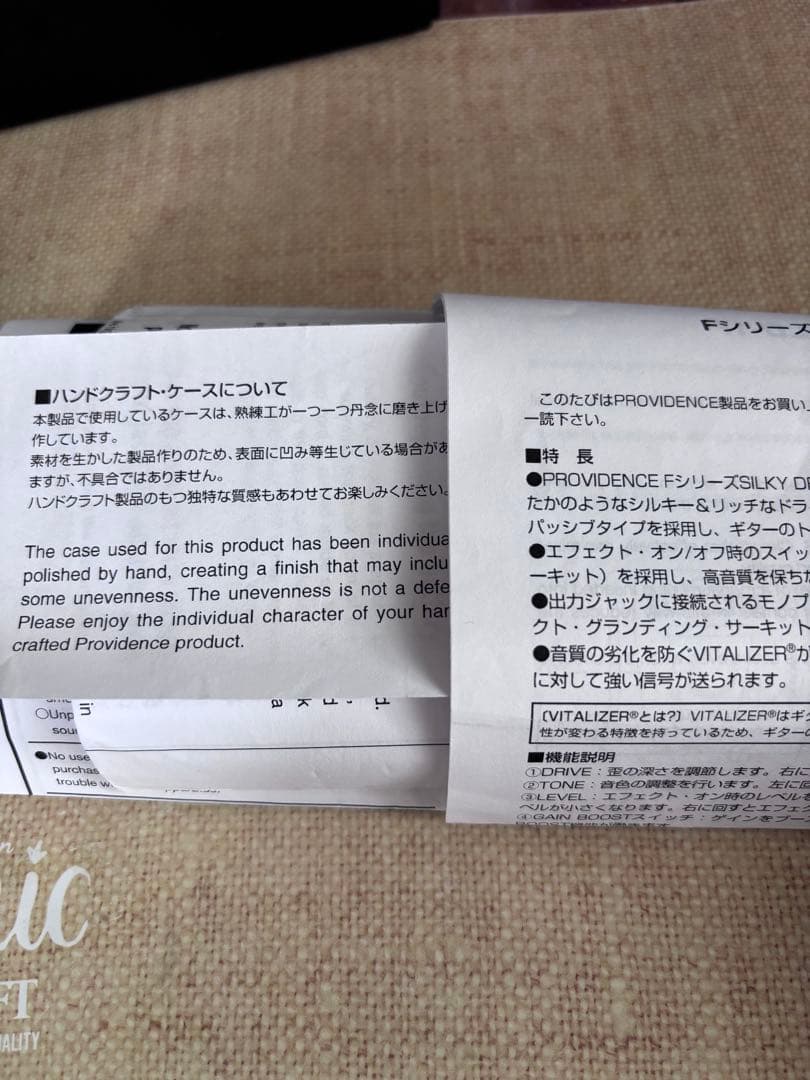 ■ハンドクラフト・ケースについて
本製品で使用しているケースは、熟練工が一つ一つ丹念に磨き上げ
作しています。
素材を生かした製品作りのため、表面に凹み等生じている場合があ
ますが、不具合ではありません。
ハンドクラフト製品のもつ独特な質感もあわせてお楽しみください。
The case used for this product has been individua
polished by hand, creating a finish that may inclu
some unevenness. The unevenness is not a defe
Please enjoy the individual character of your han
crafted Providence product.
○Unp
sou
●No use
purchas
trouble w
Fシリーズ
このたびはPROVIDENCE製品をお買い
一読下さい。
■特 長
●PROVIDENCE FシリーズSILKY DR
たかのようなシルキー&リッチなドラ
パッシブタイプを採用し、ギターのト
●エフェクト・オン/オフ時のスイッ
ーキット）を採用し、高音質を保ちた
●出力ジャックに接続されるモノプ
クト・グランディング・サーキット
●音質の劣化を防ぐVITALIZER®が
に対して強い信号が送られます。
〔VITALIZER®とは?〕VITALIZER®はギタ
性が変わる特徴を持っているため、ギターの
■機能説明
①DRIVE：歪の深さを調節します。右に
②TONE：音色の調整を行います。左に回
③LEVEL：エフェクト・オン時のレベルを
ベルが小さくなります。右に回すとエフェク
④GAIN BOOSTスイッチ：ゲインをブー
ic
FT
ALITY